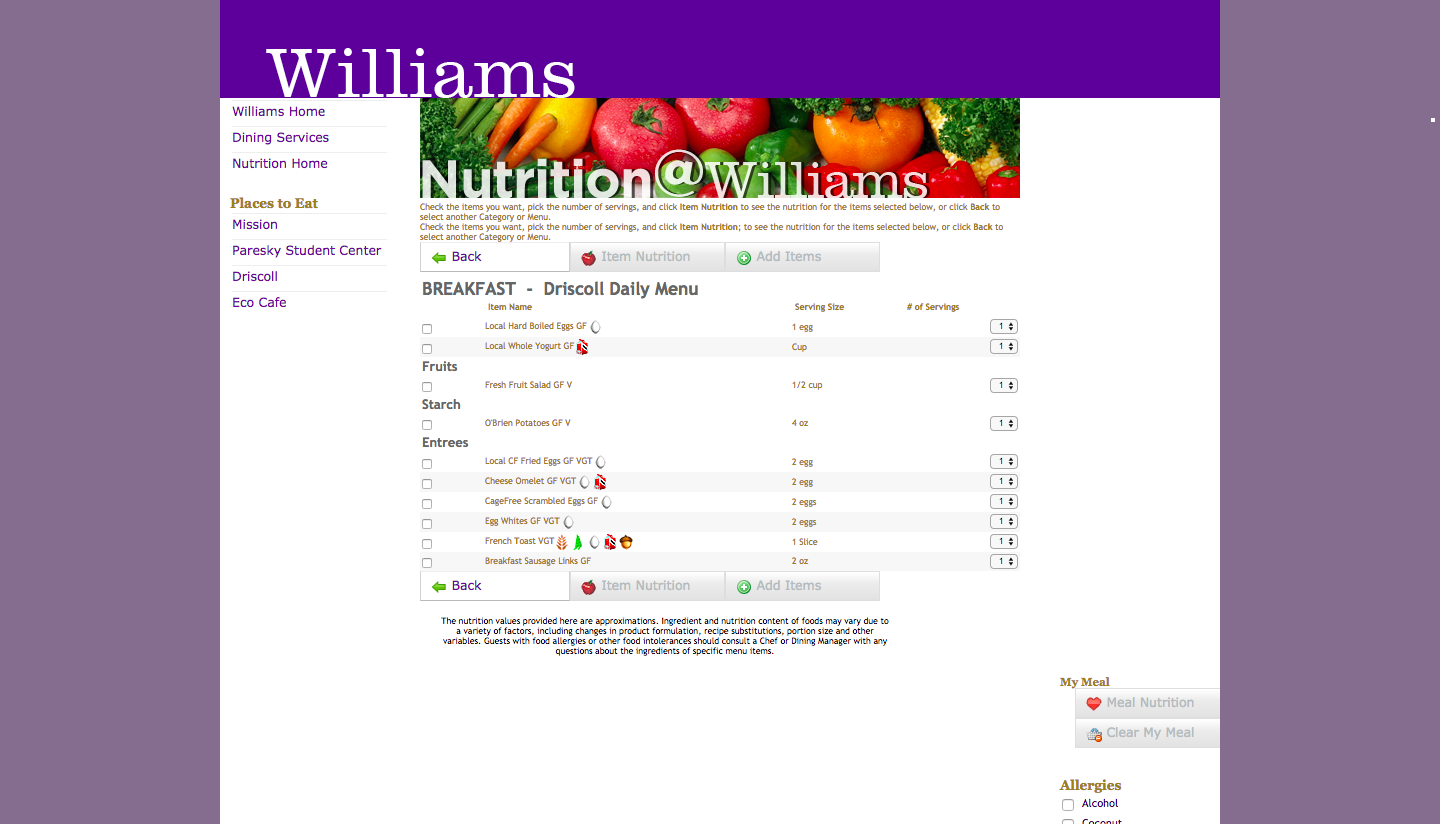 Williams
Williams Home
Dining Services
Nutrition Home
Places to Eat
Mission
Paresky Student Center
Driscoll
Eco Cafe
Nutrition@Williams
Check the items you want, pick the number of servings, and click Item Nutrition to see the nutrition for the items selected below, or click Back to
select another Category or Menu.
Check the items you want, pick the number of servings, and click Item Nutrition; to see the nutrition for the items selected below, or click Back to
select another Category or Menu.
Back Item Nutrition Add Items
BREAKFAST - Driscoll Daily Menu
Item Name Serving Size # of Servings
Local Hard Boiled Eggs GF 1 egg 1
Local Whole Yogurt GF Cup 1
Fruits
Fresh Fruit Salad GF V 1/2 cup 1
Starch
O'Brien Potatoes GF V 4 oz 1
Entrees
Local CF Fried Eggs GF VGT 2 egg 1
Cheese Omelet GF VGT 2 egg 1
CageFree Scrambled Eggs GF 2 eggs 1
Egg Whites GF VGT 2 eggs 1
French Toast VGT 1 Slice 1
Breakfast Sausage Links GF 2 oz 1
Back Item Nutrition Add Items
The nutrition values provided here are approximations. Ingredient and nutrition content of foods may vary due to
a variety of factors, including changes in product formulation, recipe substitutions, portion size and other
variables. Guests with food allergies or other food intolerances should consult a Chef or Dining Manager with any
questions about the ingredients of specific menu items.
My Meal
Meal Nutrition
Clear My Meal
Allergies
Alcohol
Coconut